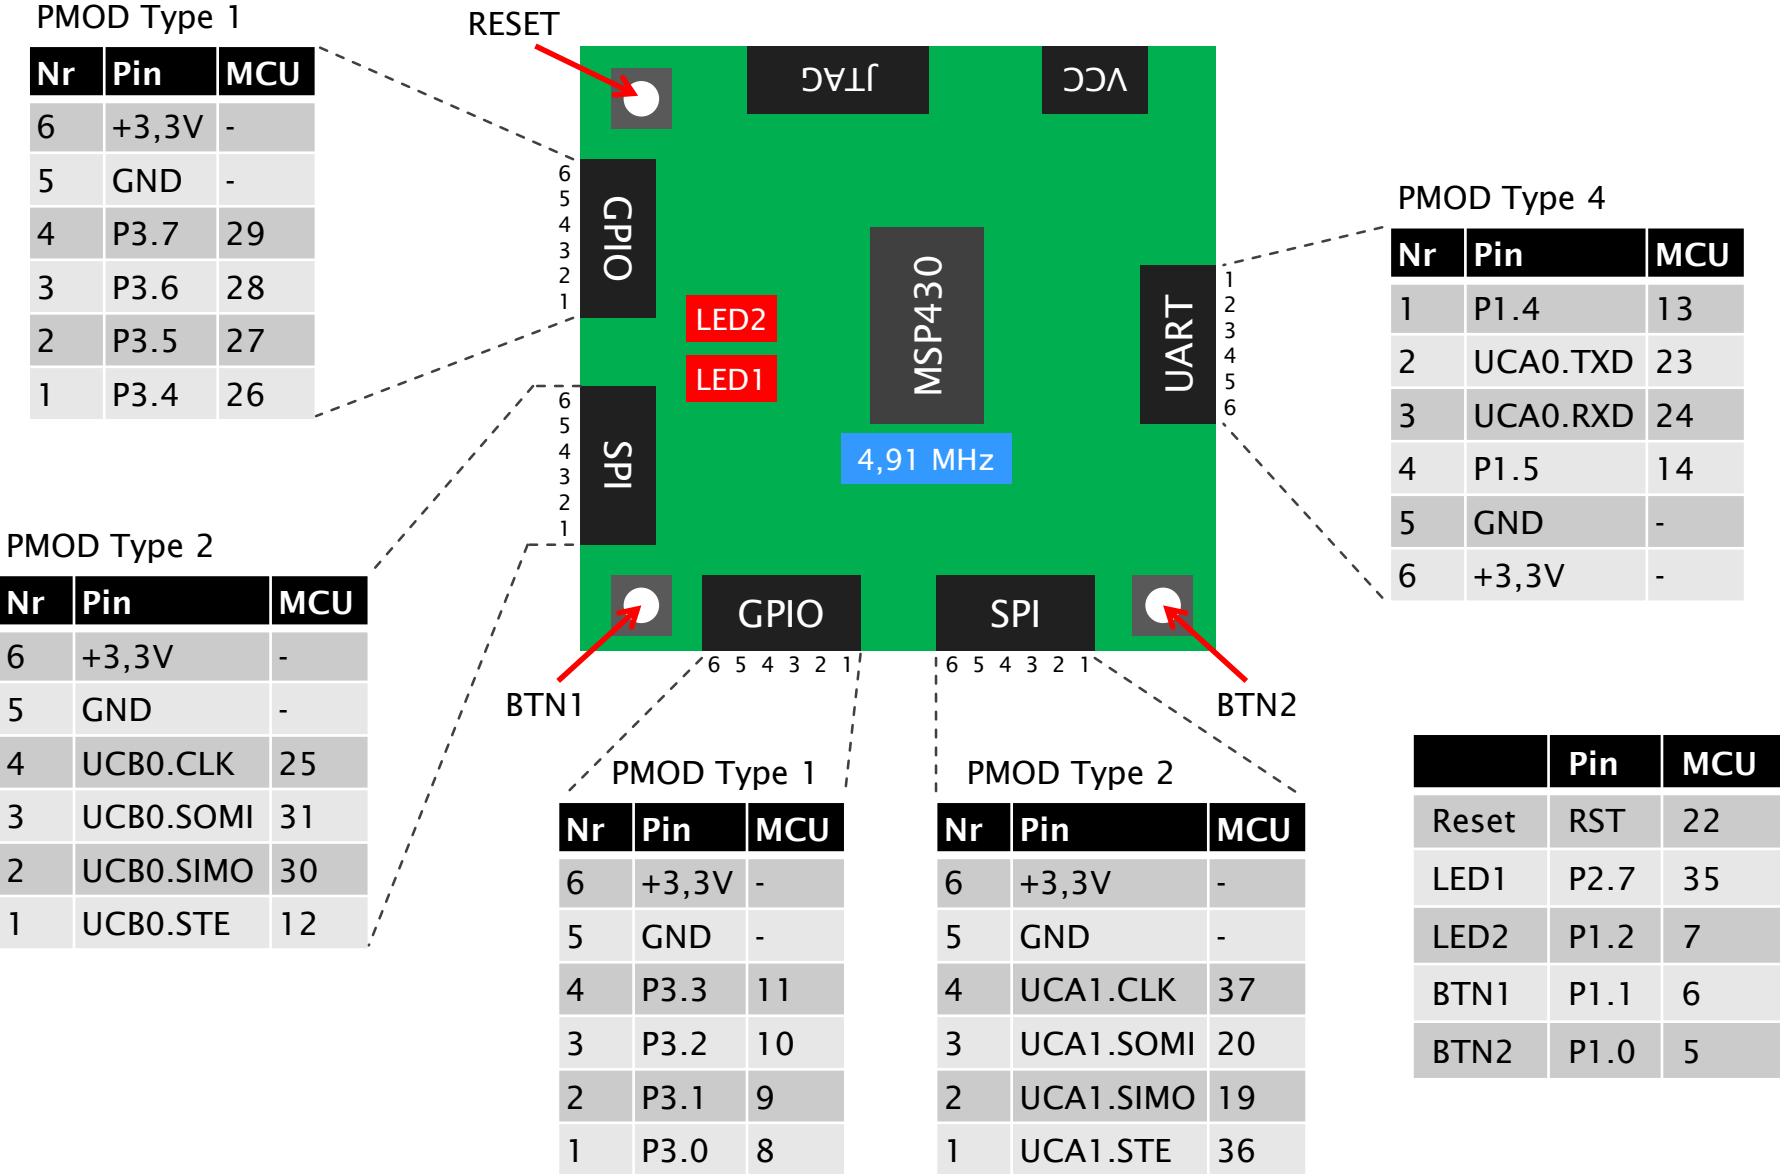 PMOD Type 1
Nr Pin MCU
6 +3,3V -
5 GND -
4 P3.7 29
3 P3.6 28
2 P3.5 27
1 P3.4 26
RESET
JTAG
VCC
6
5
4
3
2
1
GPIO
LED2
LED1
MSP430
4,91 MHz
UART
1
2
3
4
5
6
6
5
4
3
2
1
SPI
GPIO
SPI
6 5 4 3 2 1
6 5 4 3 2 1
BTN1
BTN2
PMOD Type 4
Nr Pin MCU
1 P1.4 13
2 UCA0.TXD 23
3 UCA0.RXD 24
4 P1.5 14
5 GND -
6 +3,3V -
PMOD Type 2
Nr Pin MCU
6 +3,3V -
5 GND -
4 UCB0.CLK 25
3 UCB0.SOMI 31
2 UCB0.SIMO 30
1 UCB0.STE 12
PMOD Type 1
Nr Pin MCU
6 +3,3V -
5 GND -
4 P3.3 11
3 P3.2 10
2 P3.1 9
1 P3.0 8
PMOD Type 2
Nr Pin MCU
6 +3,3V -
5 GND -
4 UCA1.CLK 37
3 UCA1.SOMI 20
2 UCA1.SIMO 19
1 UCA1.STE 36
Pin MCU
Reset RST 22
LED1 P2.7 35
LED2 P1.2 7
BTN1 P1.1 6
BTN2 P1.0 5